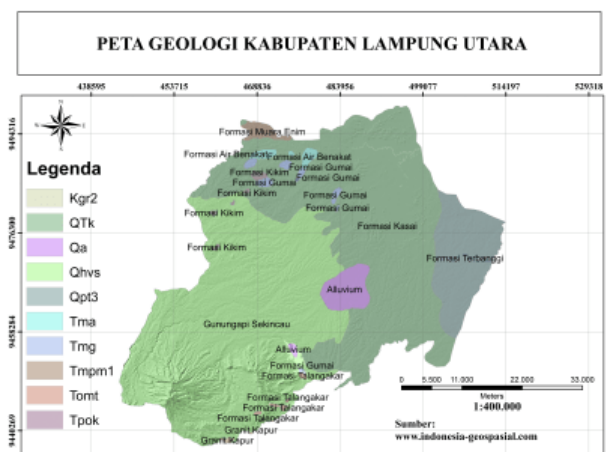 PETA GEOLOGI KABUPATEN LAMPUNG UTARA
438595 453715 468836 483956 499077 514197 529318
9494316
9476300
9458284
9440269
N
W E
S
Legenda
Kgr2
QTk
Qa
Qhvs
Qpt3
Tma
Tmg
Tmpm1
Tomt
Tpok
Formasi Muara Enim
Formasi Air Benakat Formasi Air Benakat
Formasi Gumai
Formasi Kikim Formasi Gumai
Formasi Gumai
Formasi Kikim Formasi Gumai
Formasi Gumai
Formasi Kikim
Formasi Kasai
Formasi Kikim
Formasi Terbanggi
Alluvium
Gunungapi Sekincau
Alluvium
Formasi Gumai
Formasi Talangakar
Formasi Talangakar
Formasi Talangakar
Formasi Talangakar
Granit Kapur
Granit Kapur
0 5,500 11,000 22,000 33,000
Meters
1:400.000
Sumber:
www.indonesia-geospasial.com